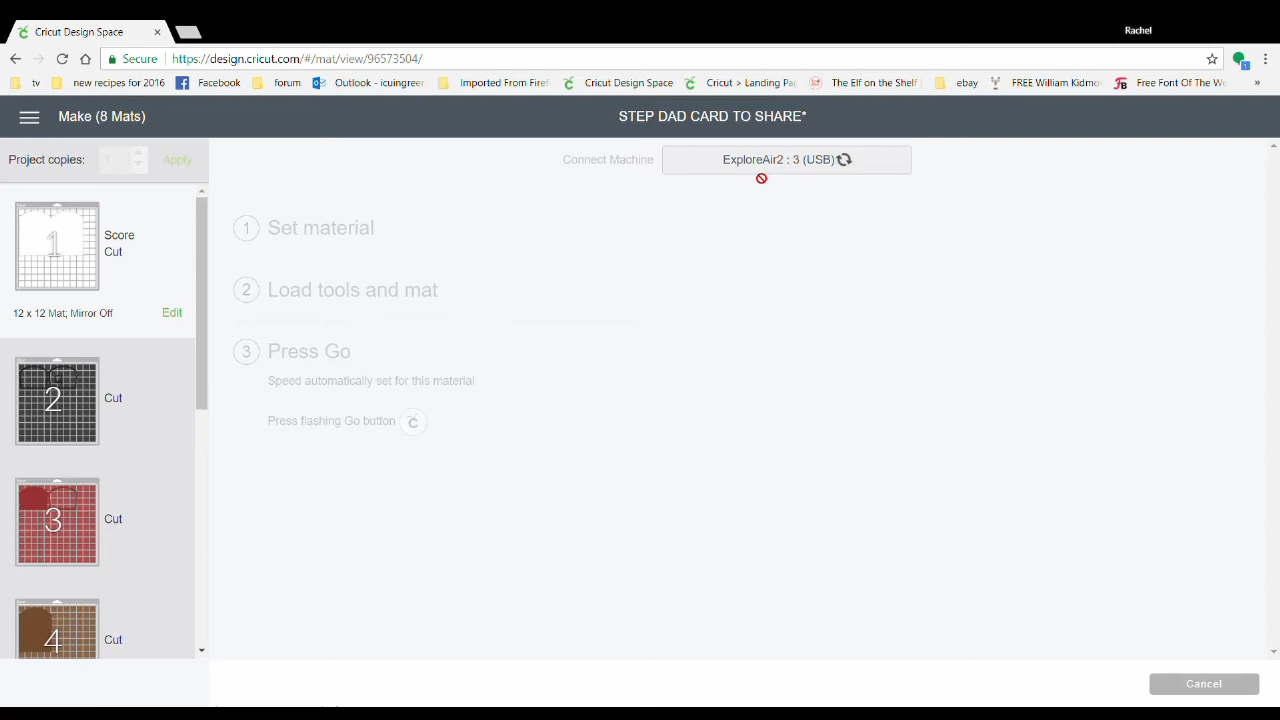 Cricut Design Space
Rachel
Secure https://design.cricut.com/#/mat/view/96573504/
tv new recipes for 2016 Facebook forum Outlook - icuingreen Imported From Firef Cricut Design Space Cricut > Landing Pag The Elf on the Shelf | ebay FREE William Kidmo Free Font Of The We »
Make (8 Mats) STEP DAD CARD TO SHARE*
Project copies: 1 Apply
Connect Machine ExploreAir2 : 3 (USB)
1 Set material
2 Load tools and mat
3 Press Go
Speed automatically set for this material
Press flashing Go button
1
Score
Cut
12 x 12 Mat; Mirror Off Edit
2 Cut
3 Cut
4 Cut
Cancel